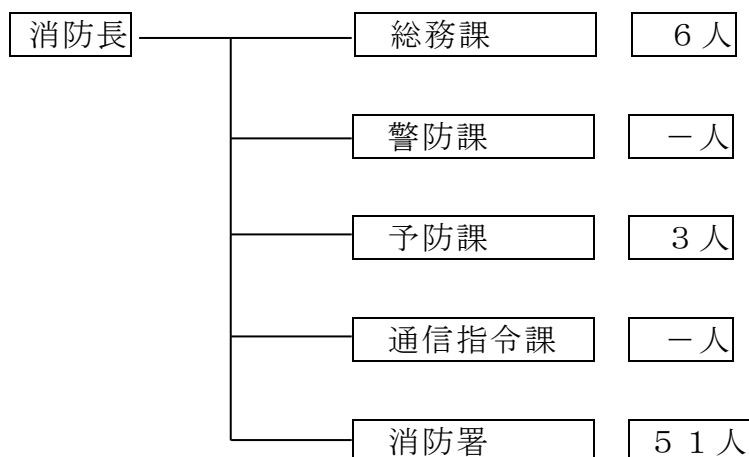 消防長 総務課 ６人
警防課 －人
予防課 ３人
通信指令課 －人
消防署 ５１人